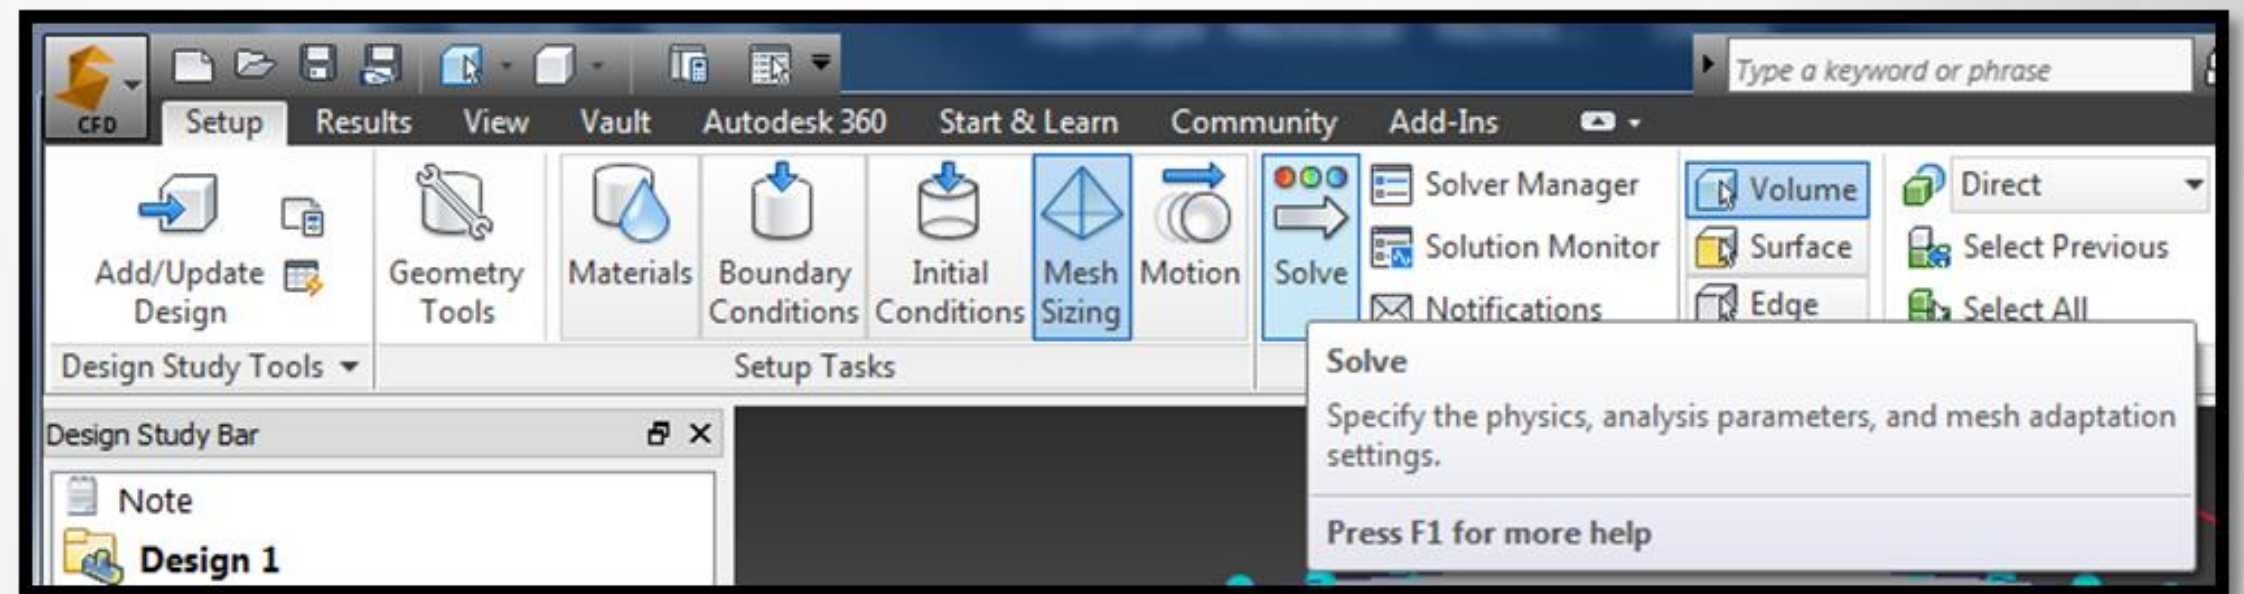 Type a keyword or phrase
CFD
Setup Results View Vault Autodesk 360 Start & Learn Community Add-Ins
Add/Update
Design
Geometry
Tools
Materials
Boundary
Conditions
Initial
Conditions
Mesh
Sizing
Motion
Solve
Solver Manager
Solution Monitor
Notifications
Volume
Surface
Edge
Direct
Select Previous
Select All
Design Study Tools
Setup Tasks
Solve
Specify the physics, analysis parameters, and mesh adaptation
settings.
Press F1 for more help
Design Study Bar
Note
Design 1